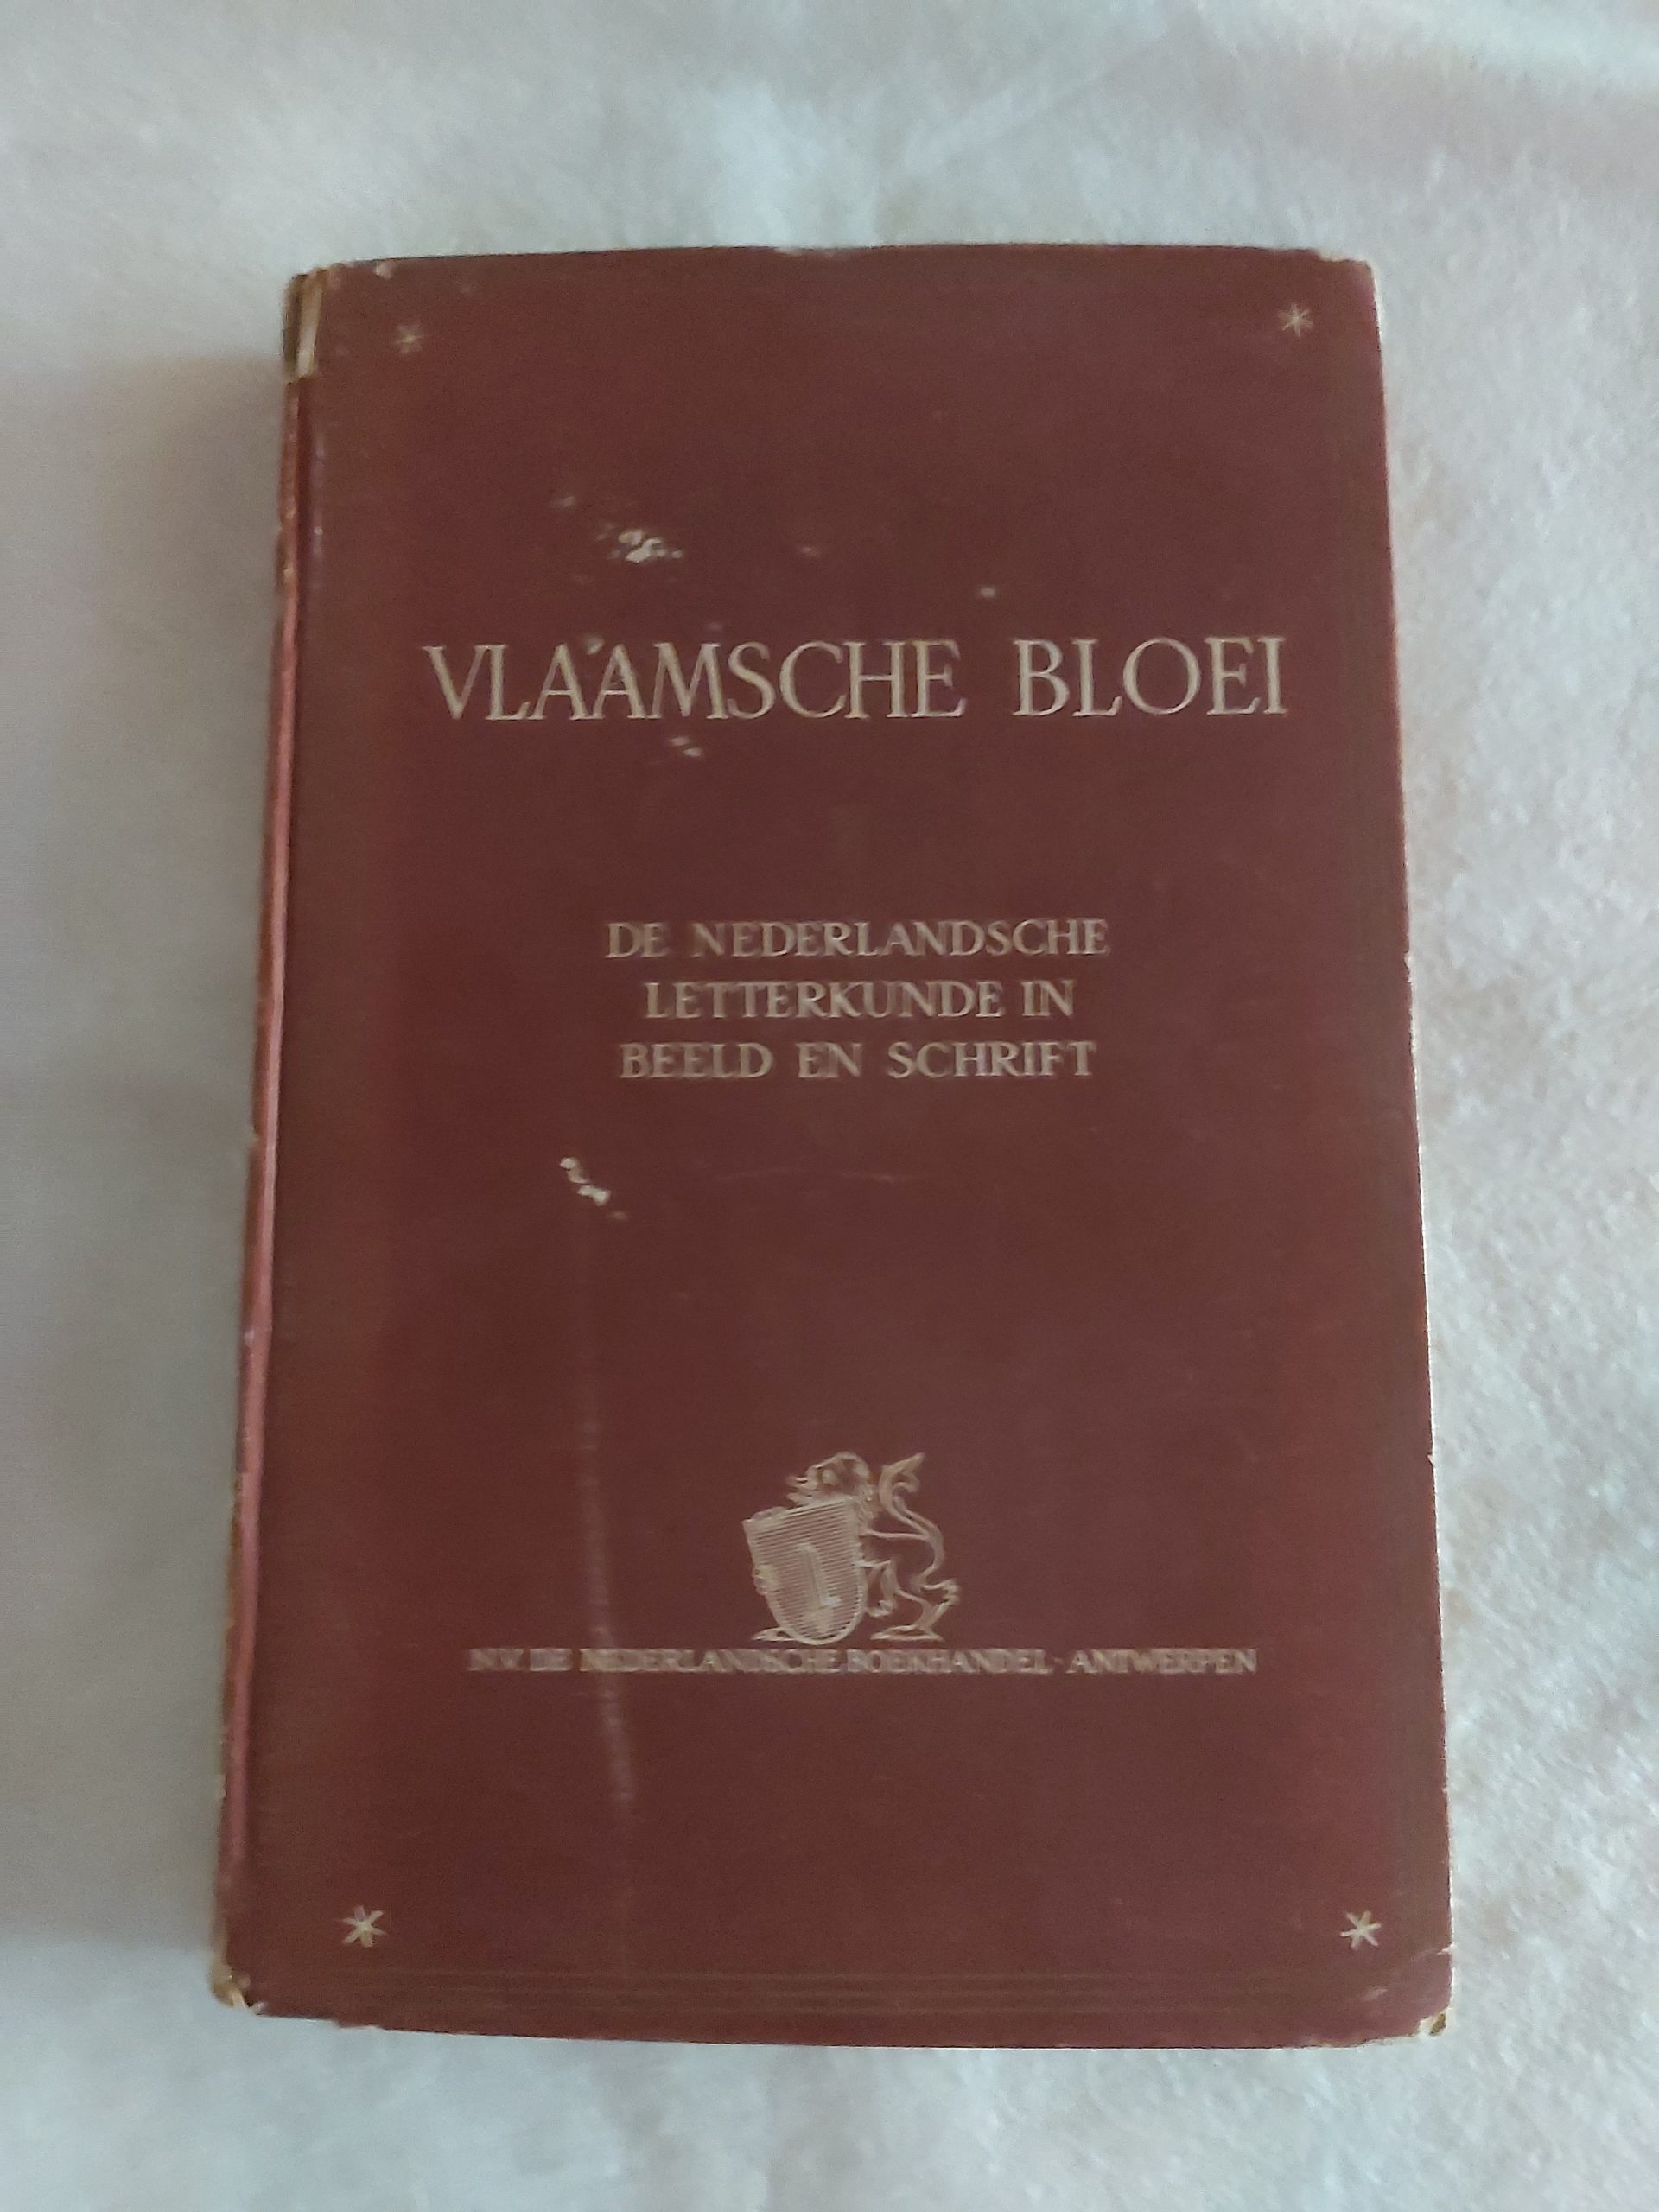 VLAAMSCHE BLOEI
DE NEDERLANDSCHE
LETTERKUNDE IN
BEELD EN SCHRIFT
N.V. DE NEDERLANDSCHE BOEKHANDEL - ANTWERPEN